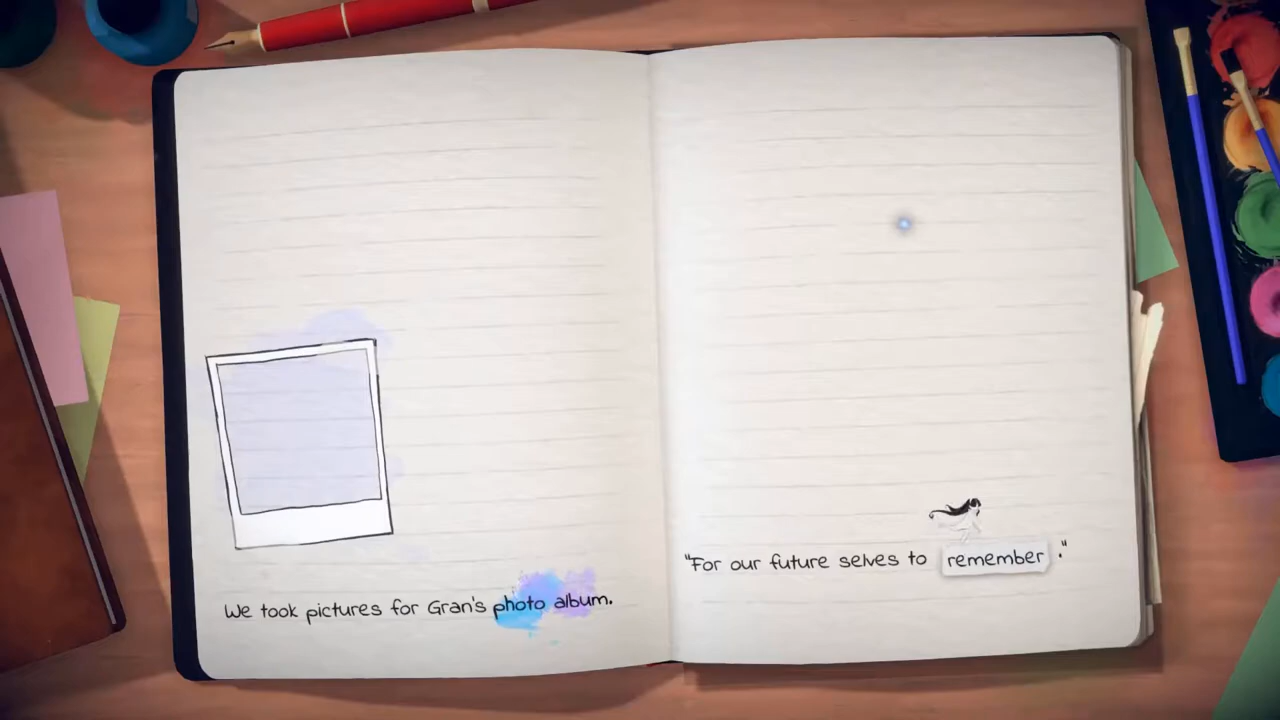 We took pictures for Gran's photo album.
"For our future selves to remember."